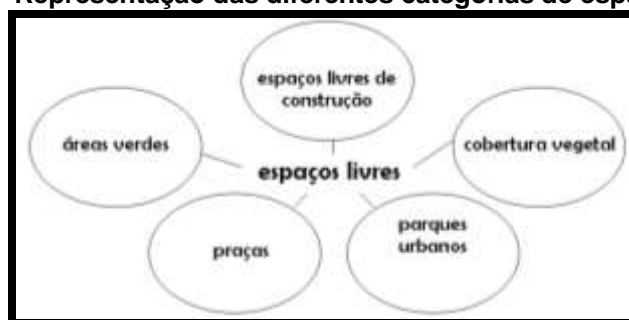 espaços livres de
construção
áreas verdes
cobertura vegetal
espaços livres
praças
parques
urbanos